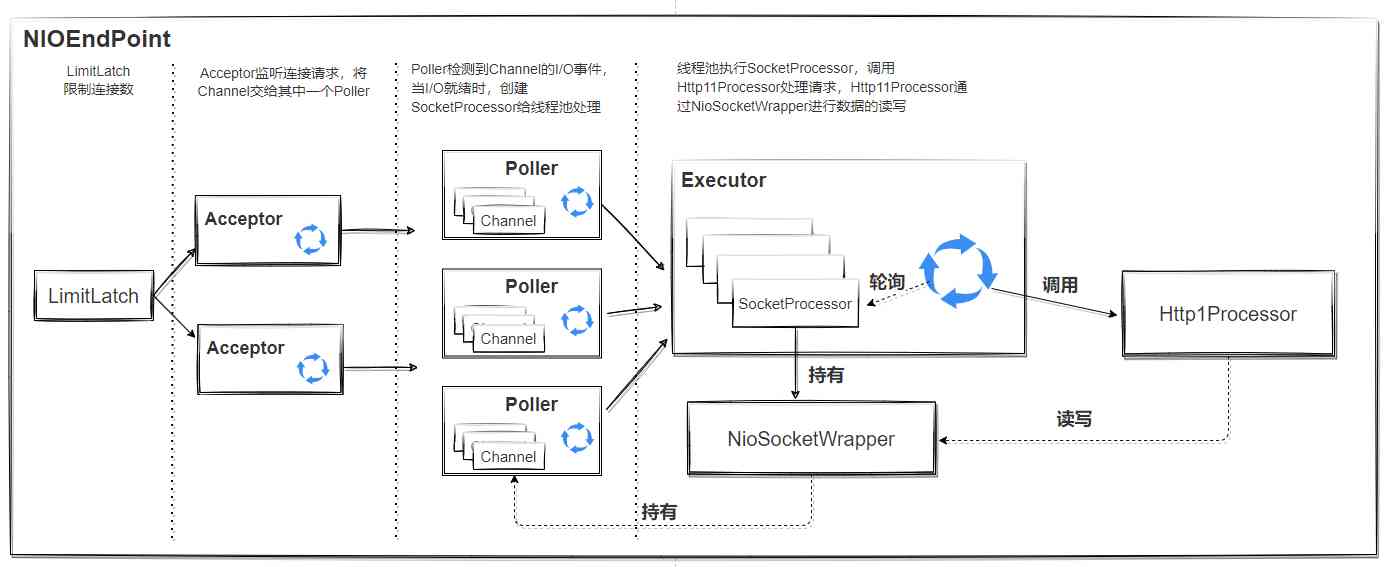 NIOEndPoint
LimitLatch
限制连接数
Acceptor监听连接请求，将
Channel交给其中一个Poller
Poller检测到Channel的I/O事件，
当I/O就绪时，创建
SocketProcessor给线程池处理
线程池执行SocketProcessor，调用
Http11Processor处理请求，Http11Processor通
过NioSocketWrapper进行数据的读写
LimitLatch
Acceptor
Acceptor
Poller
Channel
Poller
Channel
Poller
Channel
Executor
SocketProcessor
轮询
调用
Http1Processor
持有
NioSocketWrapper
读写
持有